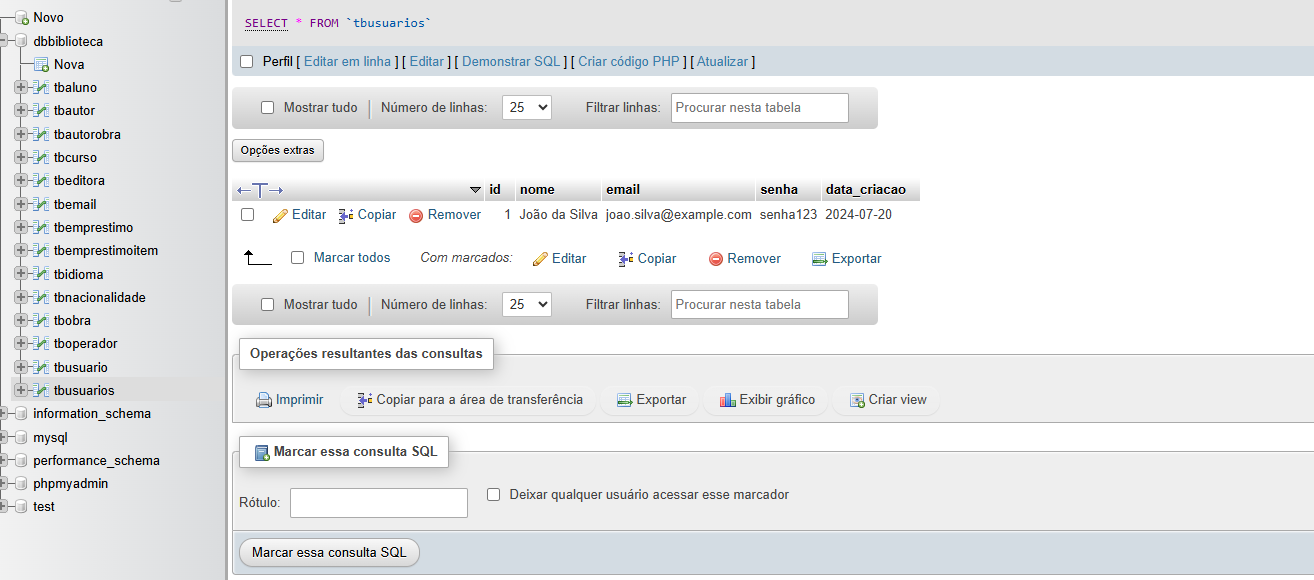 Novo
dbbiblioteca
Nova
tbaluno
tbautor
tbautorobra
tbcurso
tbeditora
tbemail
tbemprestimo
tbemprestimoitem
tbidioma
tbnacionalidade
tbobra
tboperador
tbusuario
tbusuarios
information_schema
mysql
performance_schema
phpmyadmin
test
SELECT * FROM `tbusuarios`
Perfil [ Editar em linha ] [ Editar ] [ Demonstrar SQL ] [ Criar código PHP ] [ Atualizar ]
Mostrar tudo Número de linhas: 25 Filtrar linhas: Procurar nesta tabela
Opções extras
id nome email senha data_criacao
Editar Copiar Remover 1 João da Silva joao.silva@example.com senha123 2024-07-20
Marcar todos Com marcados: Editar Copiar Remover Exportar
Mostrar tudo Número de linhas: 25 Filtrar linhas: Procurar nesta tabela
Operações resultantes das consultas
Imprimir Copiar para a área de transferência Exportar Exibir gráfico Criar view
Marcar essa consulta SQL
Rótulo: Deixar qualquer usuário acessar esse marcador
Marcar essa consulta SQL